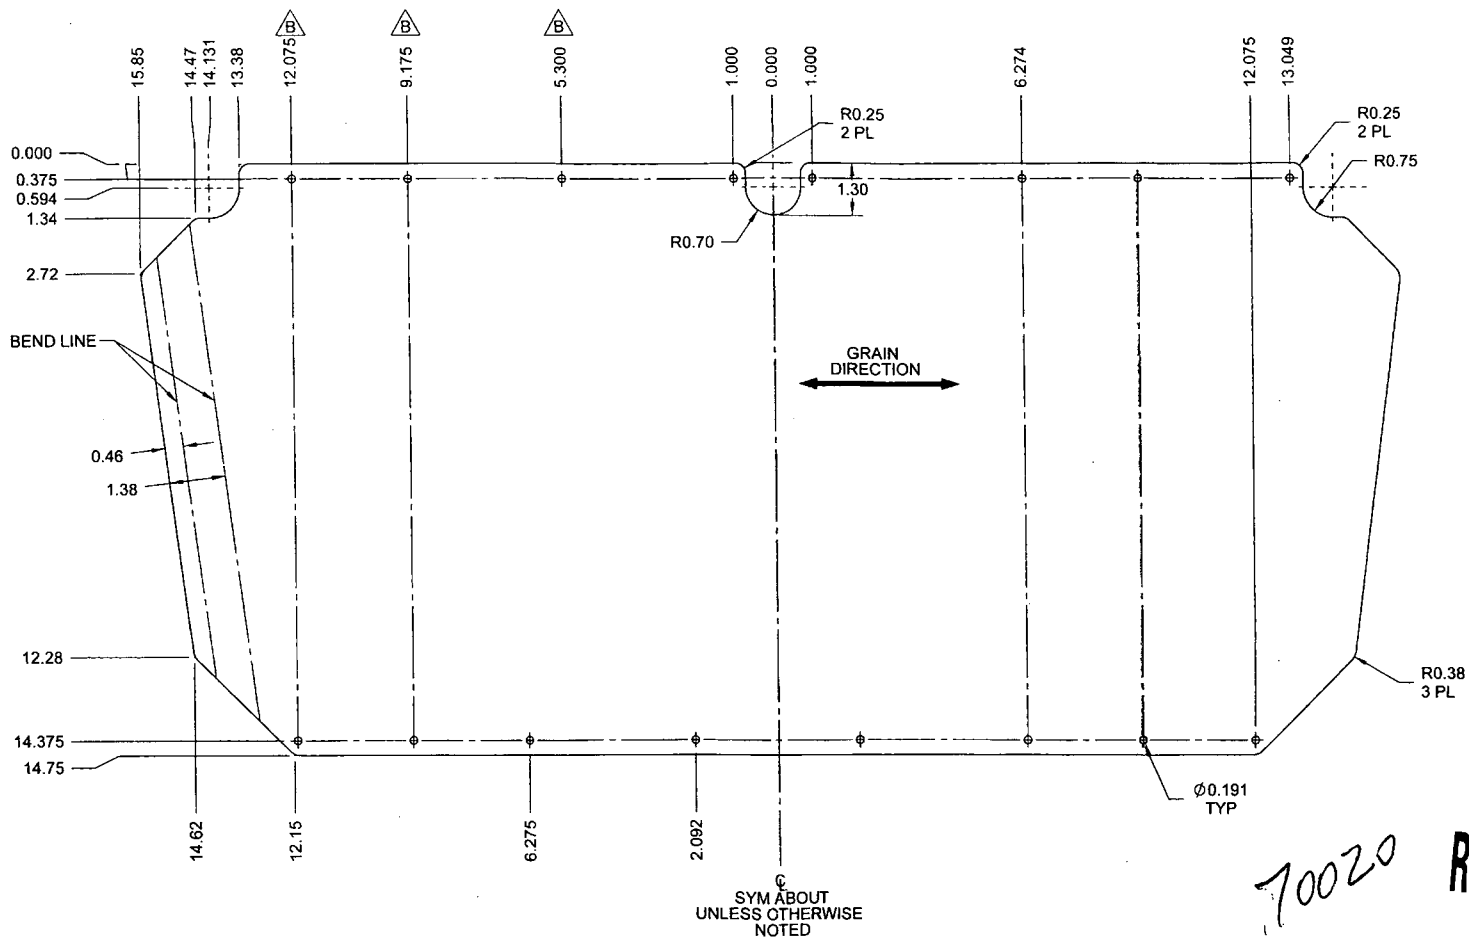 B
B
B
15.85
14.47
14.131
13.38
12.075
9.175
5.300
1.000
0.000
1.000
6.274
12.075
13.049
R0.25
2 PL
R0.25
2 PL
R0.75
0.000
0.375
0.594
1.34
1.30
R0.70
2.72
BEND LINE
GRAIN
DIRECTION
0.46
1.38
12.28
R0.38
3 PL
14.375
14.75
Ø0.191
TYP
14.62
12.15
6.275
2.092
℄
SYM ABOUT
UNLESS OTHERWISE
NOTED
70020
R